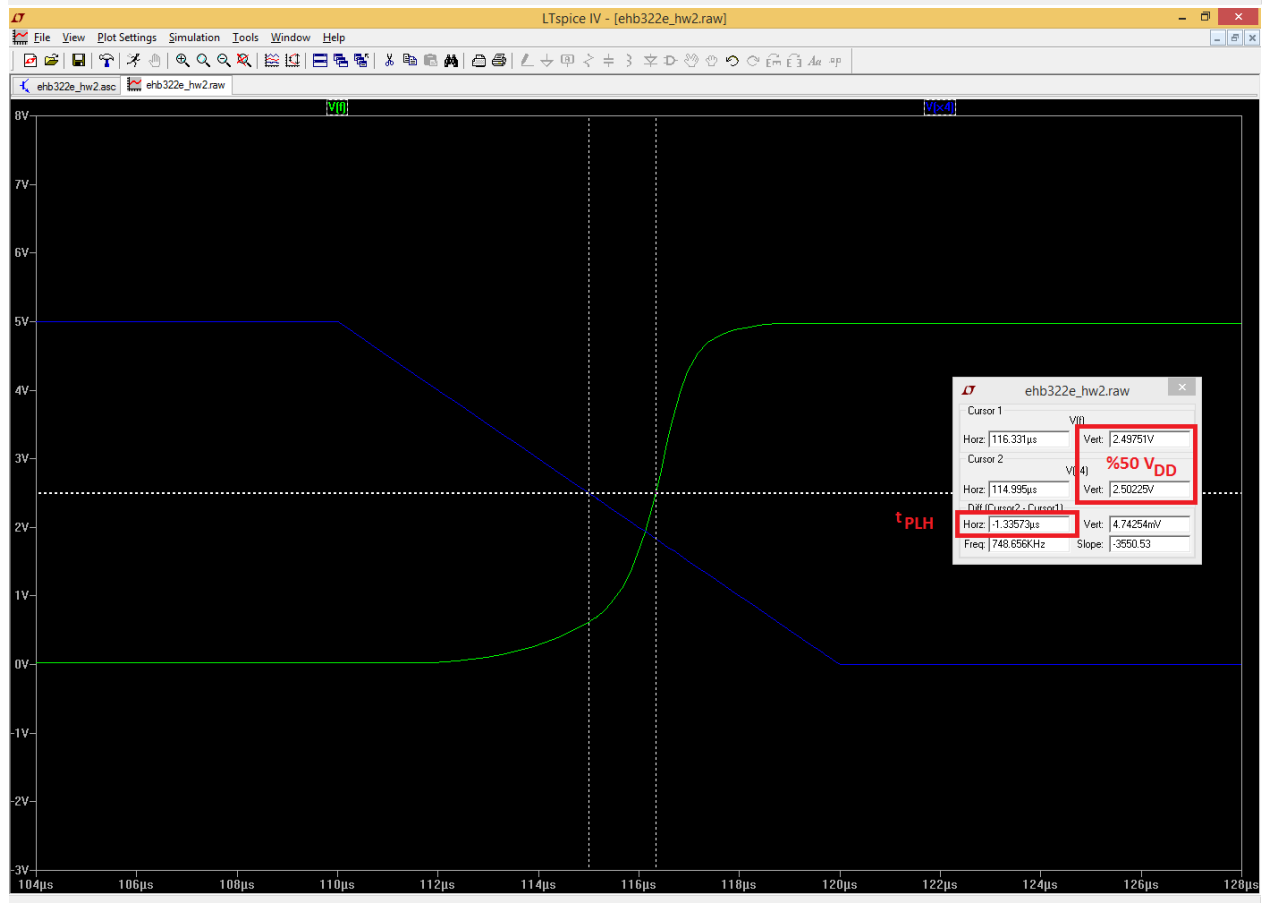 LTspice IV - [ehb322e_hw2.raw]
File View Plot Settings Simulation Tools Window Help
ehb322e_hw2.asc ehb322e_hw2.raw
V(f) V(x4)
8V
7V
6V
5V
4V
3V
2V
1V
0V
-1V
-2V
-3V
104µs 106µs 108µs 110µs 112µs 114µs 116µs 118µs 120µs 122µs 124µs 126µs 128µs
ehb322e_hw2.raw
Cursor 1
V(f)
Horz: 116.331µs Vert: 2.49751V
Cursor 2
%50 VDD
Horz: 114.995µs Vert: 2.50225V
Diff (Cursor2 - Cursor1)
tPLH
Horz: -1.33573µs Vert: 4.74254mV
Freq: 748.656KHz Slope: -3550.53